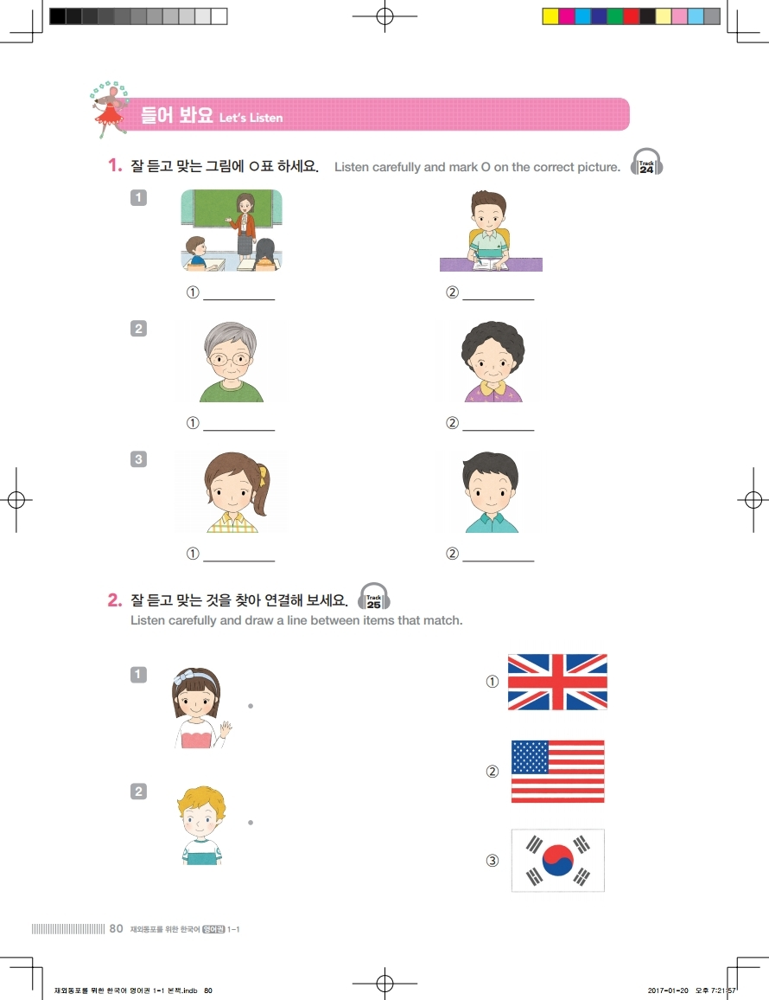 들어 봐요 Let's Listen
1. 잘 듣고 맞는 그림에 O표 하세요. Listen carefully and mark O on the correct picture. Track 24
1
① ②
2
① ②
3
① ②
2. 잘 듣고 맞는 것을 찾아 연결해 보세요. Track 25
Listen carefully and draw a line between items that match.
1 ①
②
2
③
80 재외동포를 위한 한국어 영어권 1-1
재외동포를 위한 한국어 영어권 1-1 본책.indb 80 2017-01-20 오후 7:21:57